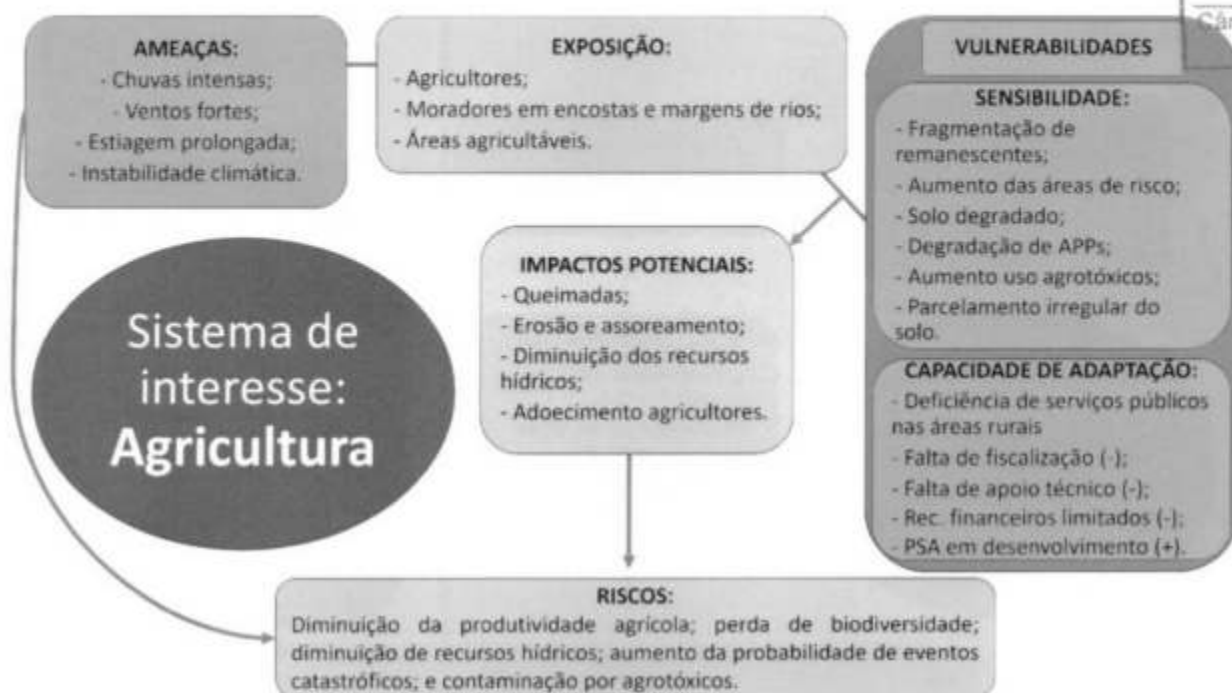 AMEAÇAS:
- Chuvas intensas;
- Ventos fortes;
- Estiagem prolongada;
- Instabilidade climática.
EXPOSIÇÃO:
- Agricultores;
- Moradores em encostas e margens de rios;
- Áreas agricultáveis.
VULNERABILIDADES
SENSIBILIDADE:
- Fragmentação de
remanescentes;
- Aumento das áreas de risco;
- Solo degradado;
- Degradação de APPs;
- Aumento uso agrotóxicos;
- Parcelamento irregular do
solo.
CAPACIDADE DE ADAPTAÇÃO:
- Deficiência de serviços públicos
nas áreas rurais
- Falta de fiscalização (-);
- Falta de apoio técnico (-);
- Rec. financeiros limitados (-);
- PSA em desenvolvimento (+).
IMPACTOS POTENCIAIS:
- Queimadas;
- Erosão e assoreamento;
- Diminuição dos recursos
hídricos;
- Adoecimento agricultores.
Sistema de
interesse:
Agricultura
RISCOS:
Diminuição da produtividade agrícola; perda de biodiversidade;
diminuição de recursos hídricos; aumento da probabilidade de eventos
catastróficos; e contaminação por agrotóxicos.